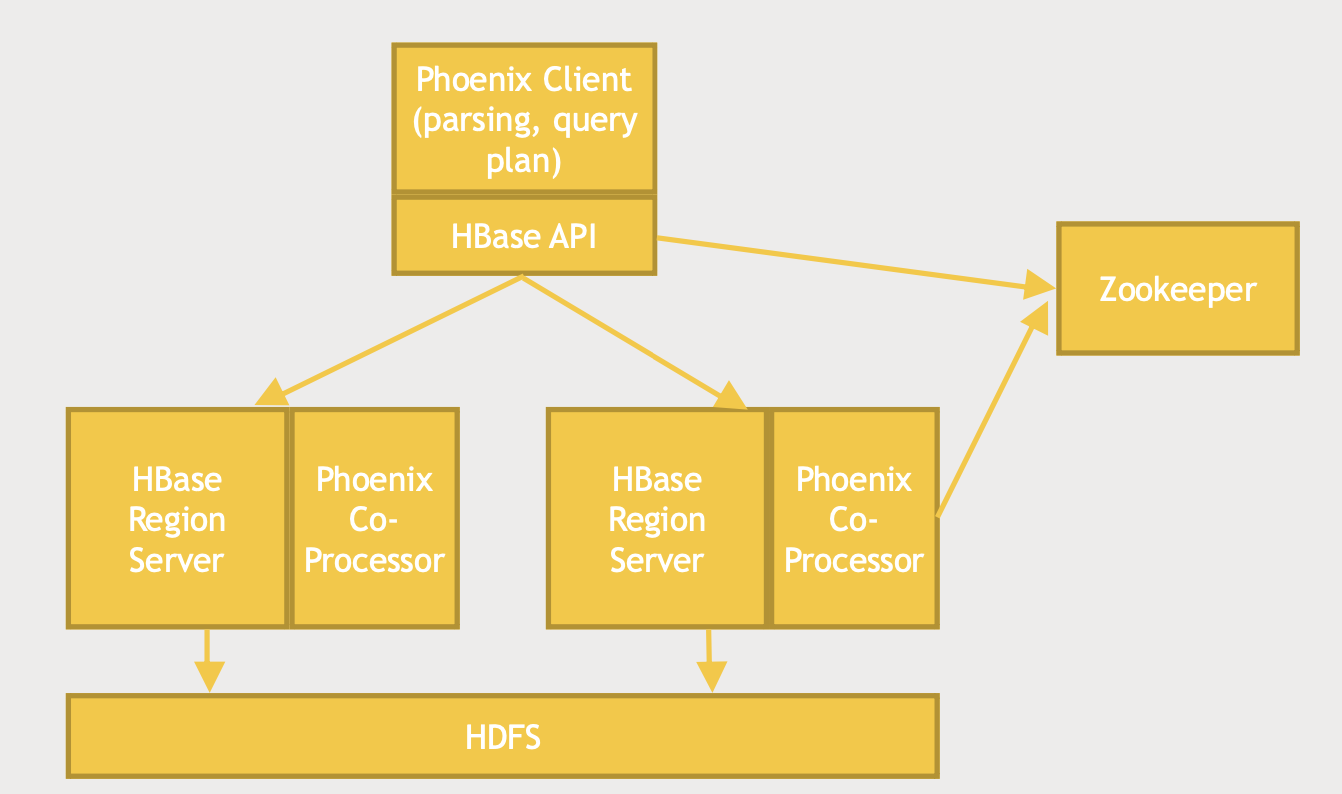 Phoenix Client
(parsing, query
plan)
HBase API
Zookeeper
HBase
Region
Server
Phoenix
Co-
Processor
HBase
Region
Server
Phoenix
Co-
Processor
HDFS